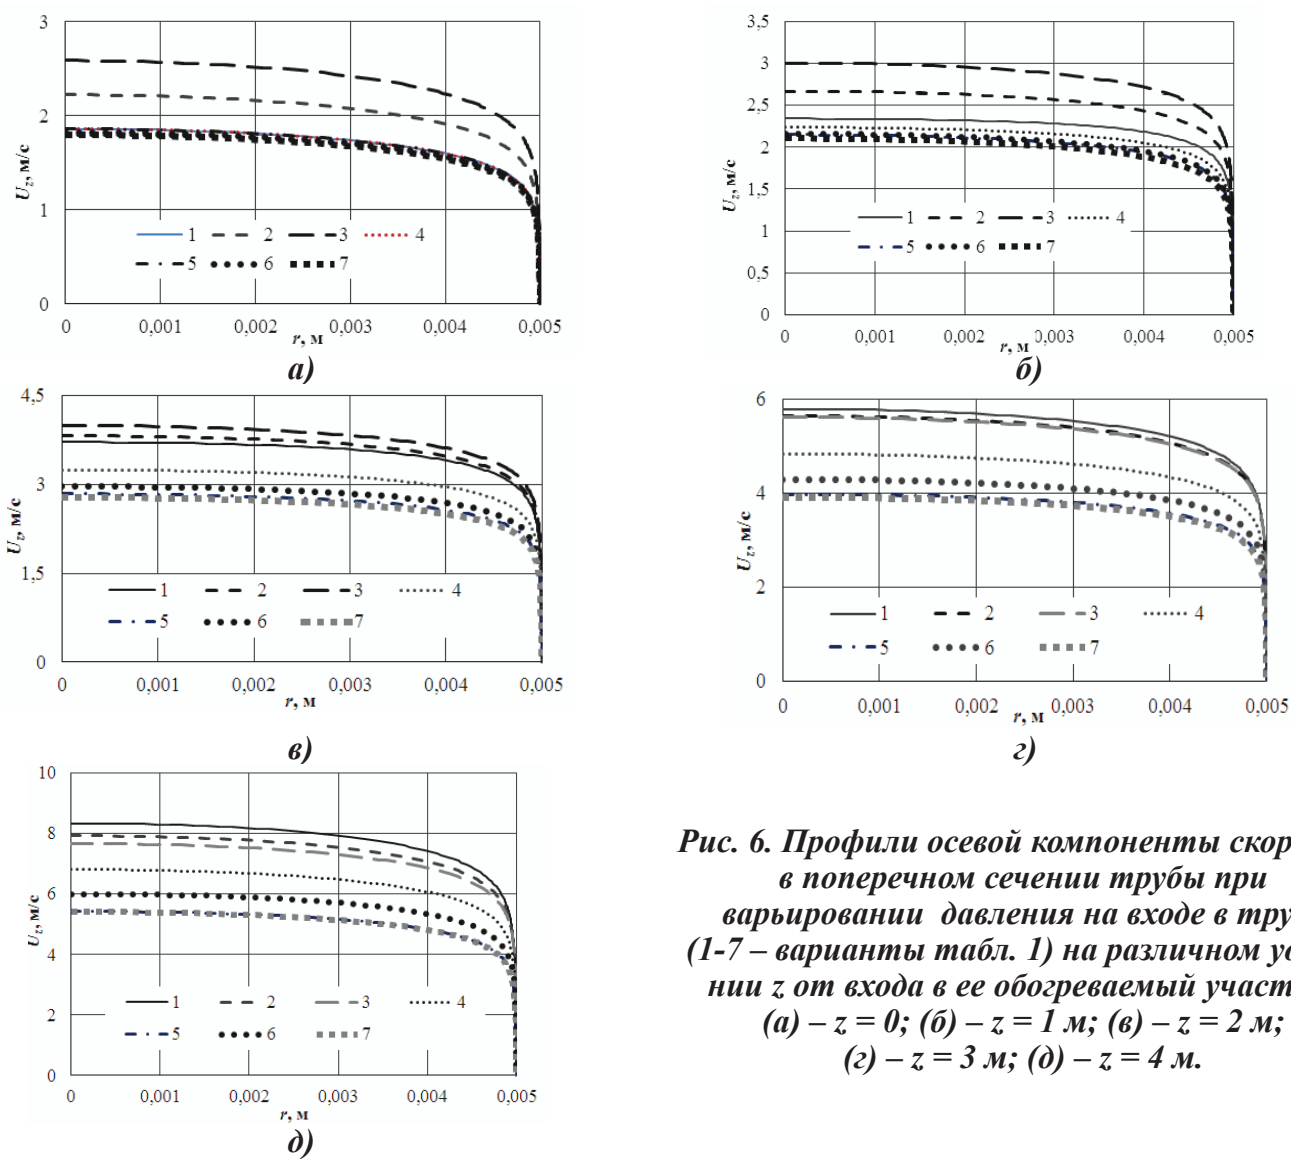 3
2
1
0
U_z, м/с
1 2 3 4
5 6 7
0 0,001 0,002 0,003 0,004 0,005
r, м
а)
3,5
3
2,5
2
1,5
1
0,5
0
U_z, м/с
1 2 3 4
5 6 7
0 0,001 0,002 0,003 0,004 0,005
r, м
б)
4,5
3
1,5
0
U_z, м/с
1 2 3 4
5 6 7
0 0,001 0,002 0,003 0,004 0,005
r, м
в)
6
4
2
0
U_z, м/с
1 2 3 4
5 6 7
0 0,001 0,002 0,003 0,004 0,005
r, м
г)
10
8
6
4
2
0
U_z, м/с
1 2 3 4
5 6 7
0 0,001 0,002 0,003 0,004 0,005
r, м
д)
Рис. 6. Профили осевой компоненты скор
в поперечном сечении трубы при
варьировании давления на входе в тру
(1-7 – варианты табл. 1) на различном уд
нии z от входа в ее обогреваемый участ
(а) – z = 0; (б) – z = 1 м; (в) – z = 2 м;
(г) – z = 3 м; (д) – z = 4 м.